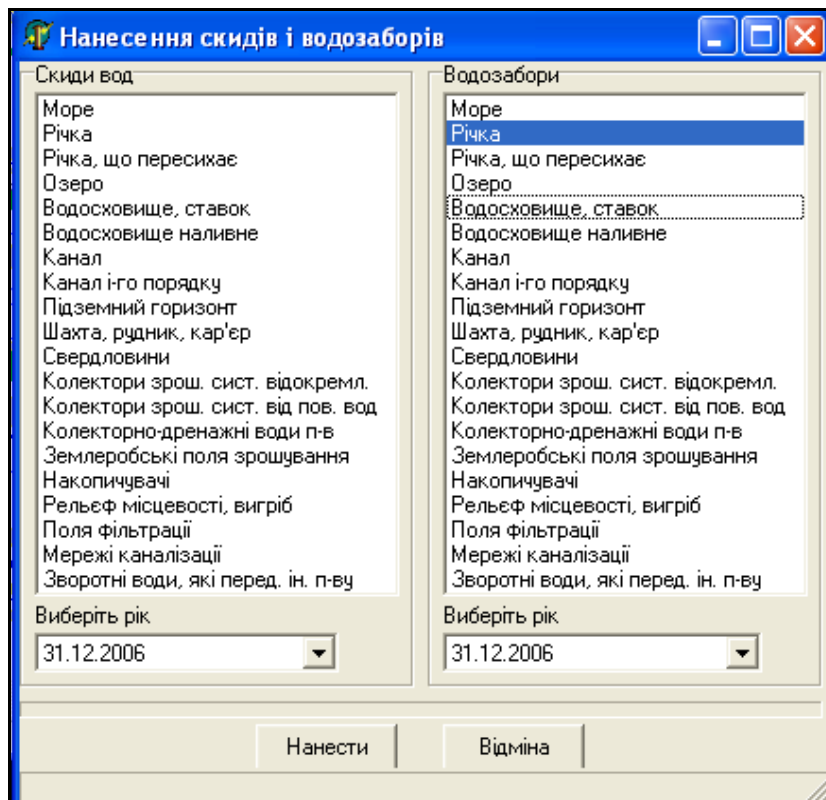 Нанесення скидів і водозаборів
Скиди вод
Море
Річка
Річка, що пересихає
Озеро
Водосховище, ставок
Водосховище наливне
Канал
Канал і-го порядку
Підземний горизонт
Шахта, рудник, кар'єр
Свердловини
Колектори зрош. сист. відокремл.
Колектори зрош. сист. від пов. вод
Колекторно-дренажні води п-в
Землеробські поля зрошування
Накопичувачі
Рельєф місцевості, вигріб
Поля фільтрації
Мережі каналізації
Зворотні води, які перед. ін. п-ву
Виберіть рік
31.12.2006
Водозабори
Море
Річка
Річка, що пересихає
Озеро
Водосховище, ставок
Водосховище наливне
Канал
Канал і-го порядку
Підземний горизонт
Шахта, рудник, кар'єр
Свердловини
Колектори зрош. сист. відокремл.
Колектори зрош. сист. від пов. вод
Колекторно-дренажні води п-в
Землеробські поля зрошування
Накопичувачі
Рельєф місцевості, вигріб
Поля фільтрації
Мережі каналізації
Зворотні води, які перед. ін. п-ву
Виберіть рік
31.12.2006
Нанести
Відміна